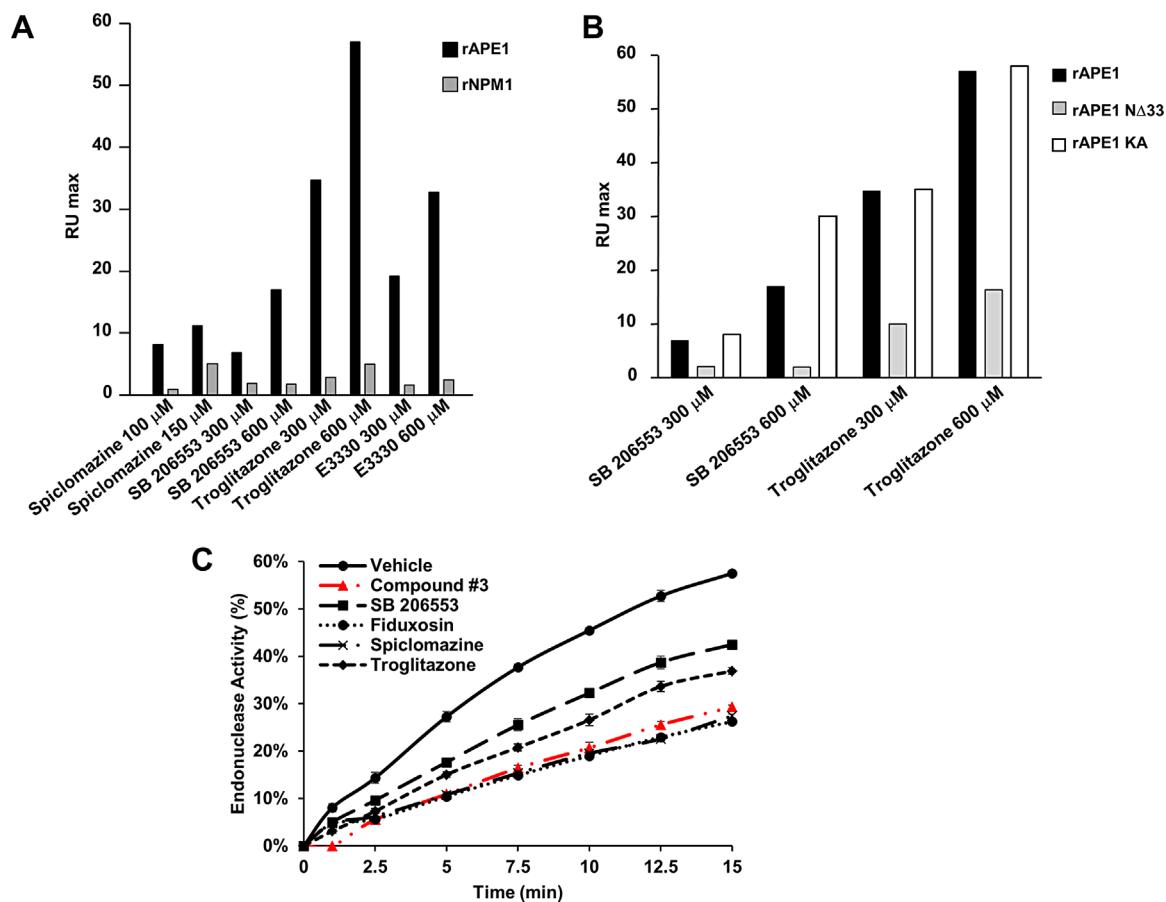 A
60
50
40
30
20
10
0
RU max
rAPE1
rNPM1
Spiclomazine 100 μM
Spiclomazine 150 μM
SB 206553 300 μM
SB 206553 600 μM
Troglitazone 300 μM
Troglitazone 600 μM
E3330 300 μM
E3330 600 μM
B
60
50
40
30
20
10
0
RU max
rAPE1
rAPE1 NΔ33
rAPE1 KA
SB 206553 300 μM
SB 206553 600 μM
Troglitazone 300 μM
Troglitazone 600 μM
C
60%
50%
40%
30%
20%
10%
0%
Endonuclease Activity (%)
Vehicle
Compound #3
SB 206553
Fiduxosin
Spiclomazine
Troglitazone
0 2.5 5 7.5 10 12.5 15
Time (min)